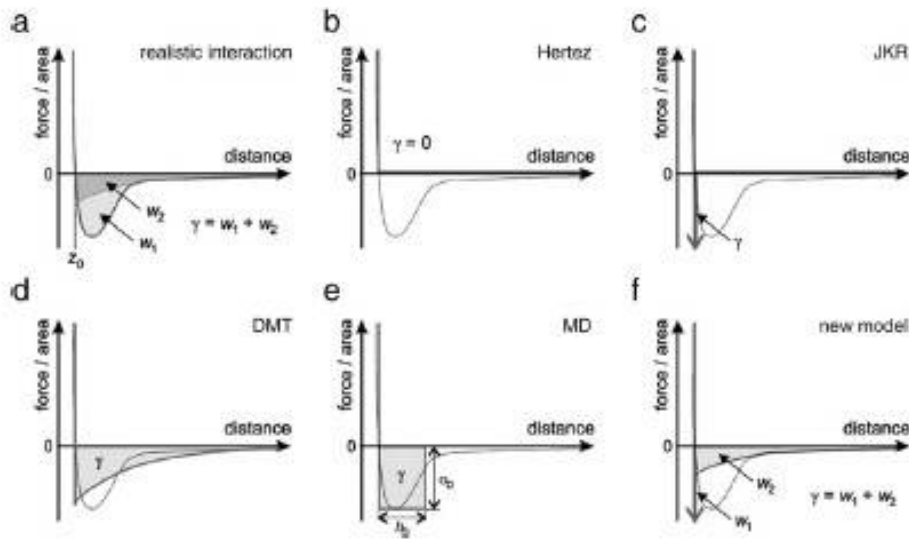 a
realistic interaction
force / area
distance
0
w₂
w₁
γ = w₁ + w₂
z₀
b
Hertez
force / area
γ = 0
distance
0
c
JKR
force / area
distance
0
γ
d
DMT
force / area
distance
0
γ
e
MD
force / area
distance
0
γ
σ₀
h₀
f
new model
force / area
distance
0
w₂
w₁
γ = w₁ + w₂